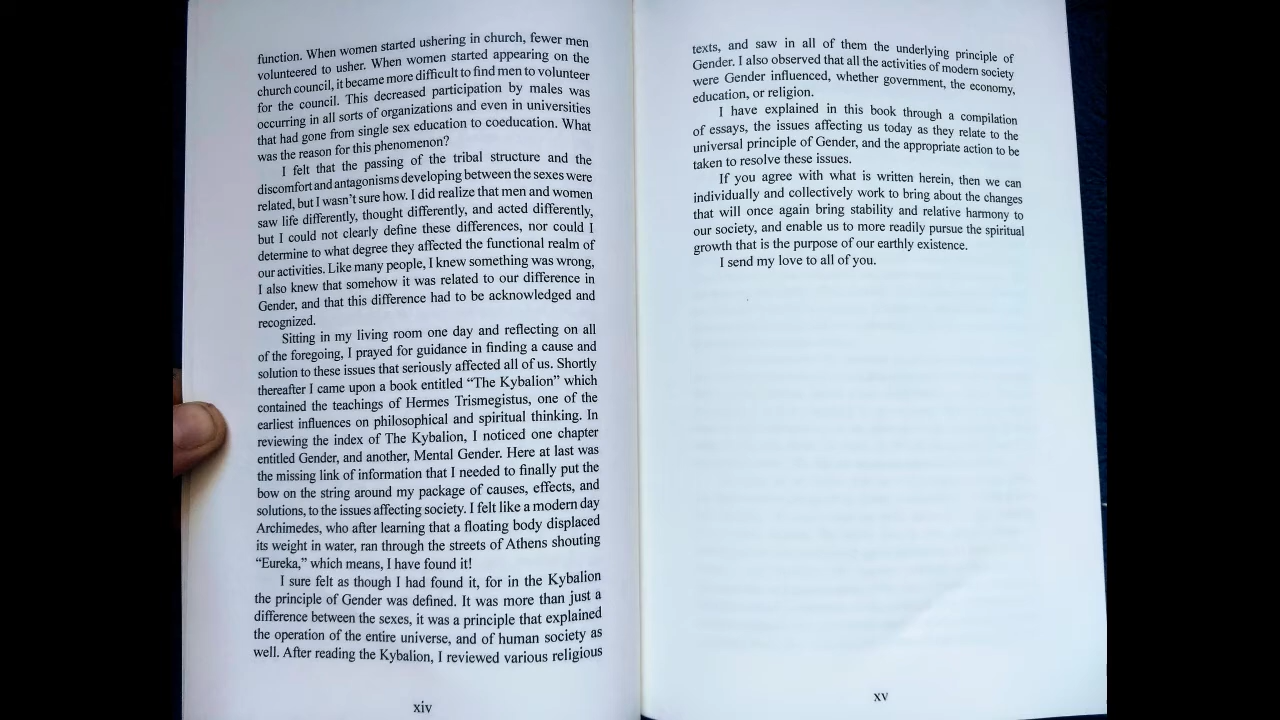 function. When women started ushering in church, fewer men
volunteered to usher. When women started appearing on the
church council, it became more difficult to find men to volunteer
for the council. This decreased participation by males was
occurring in all sorts of organizations and even in universities
that had gone from single sex education to coeducation. What
was the reason for this phenomenon?
I felt that the passing of the tribal structure and the
discomfort and antagonisms developing between the sexes were
related, but I wasn't sure how. I did realize that men and women
saw life differently, thought differently, and acted differently,
but I could not clearly define these differences, nor could I
determine to what degree they affected the functional realm of
our activities. Like many people, I knew something was wrong,
I also knew that somehow it was related to our difference in
Gender, and that this difference had to be acknowledged and
recognized.
Sitting in my living room one day and reflecting on all
of the foregoing, I prayed for guidance in finding a cause and
solution to these issues that seriously affected all of us. Shortly
thereafter I came upon a book entitled “The Kybalion” which
contained the teachings of Hermes Trismegistus, one of the
earliest influences on philosophical and spiritual thinking. In
reviewing the index of The Kybalion, I noticed one chapter
entitled Gender, and another, Mental Gender. Here at last was
the missing link of information that I needed to finally put the
bow on the string around my package of causes, effects, and
solutions, to the issues affecting society. I felt like a modern day
Archimedes, who after learning that a floating body displaced
its weight in water, ran through the streets of Athens shouting
“Eureka,” which means, I have found it!
I sure felt as though I had found it, for in the Kybalion
the principle of Gender was defined. It was more than just a
difference between the sexes, it was a principle that explained
the operation of the entire universe, and of human society as
well. After reading the Kybalion, I reviewed various religious
xiv
texts, and saw in all of them the underlying principle of
Gender. I also observed that all the activities of modern society
were Gender influenced, whether government, the economy,
education, or religion.
I have explained in this book through a compilation
of essays, the issues affecting us today as they relate to the
universal principle of Gender, and the appropriate action to be
taken to resolve these issues.
If you agree with what is written herein, then we can
individually and collectively work to bring about the changes
that will once again bring stability and relative harmony to
our society, and enable us to more readily pursue the spiritual
growth that is the purpose of our earthly existence.
I send my love to all of you.
xv